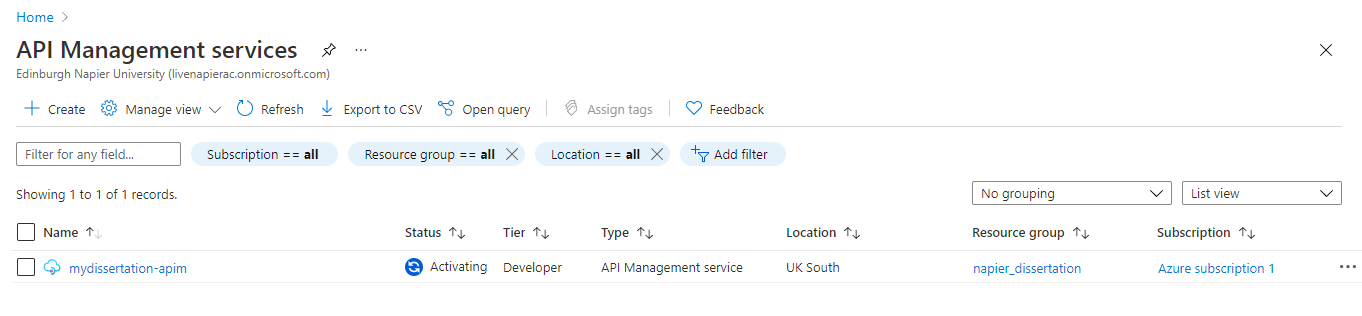 Home
API Management services
Edinburgh Napier University (livenapierac.onmicrosoft.com)
Create Manage view Refresh Export to CSV Open query Assign tags Feedback
Filter for any field... Subscription == all Resource group == all Location == all Add filter
Showing 1 to 1 of 1 records. No grouping List view
Name Status Tier Type Location Resource group Subscription
mydissertation-apim Activating Developer API Management service UK South napier_dissertation Azure subscription 1